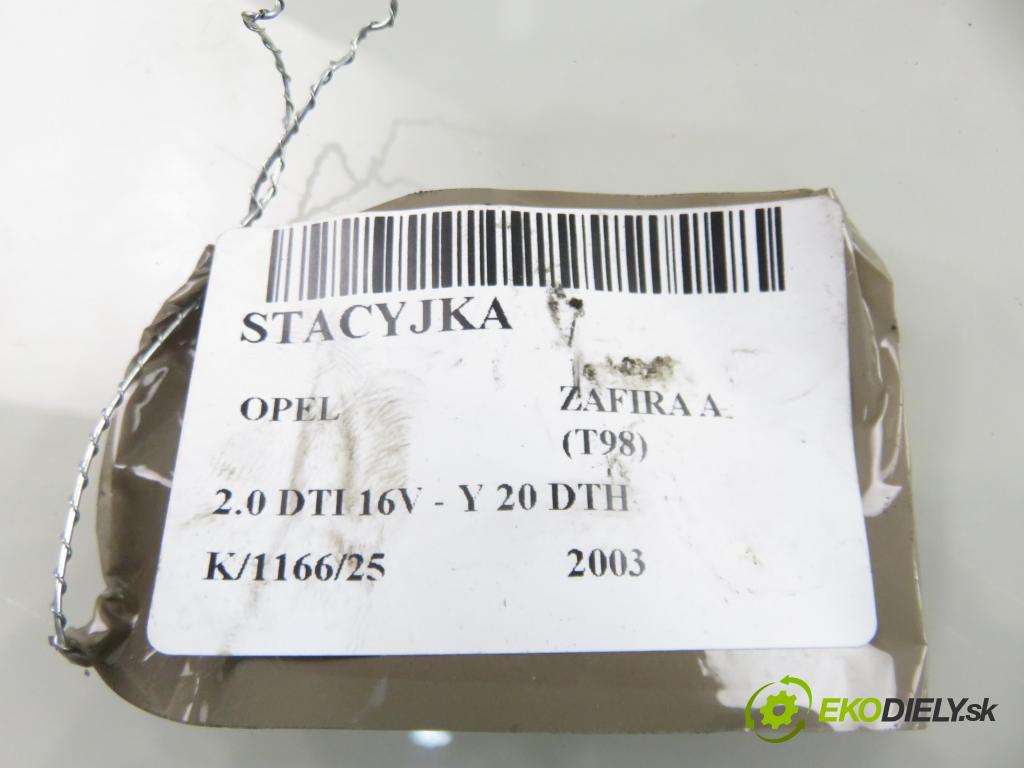 STACYJKA
OPEL ZAFIRA A
(T98)
2.0 DTI 16V - Y 20 DTH
K/1166/25 2003
EKODIELY.sk